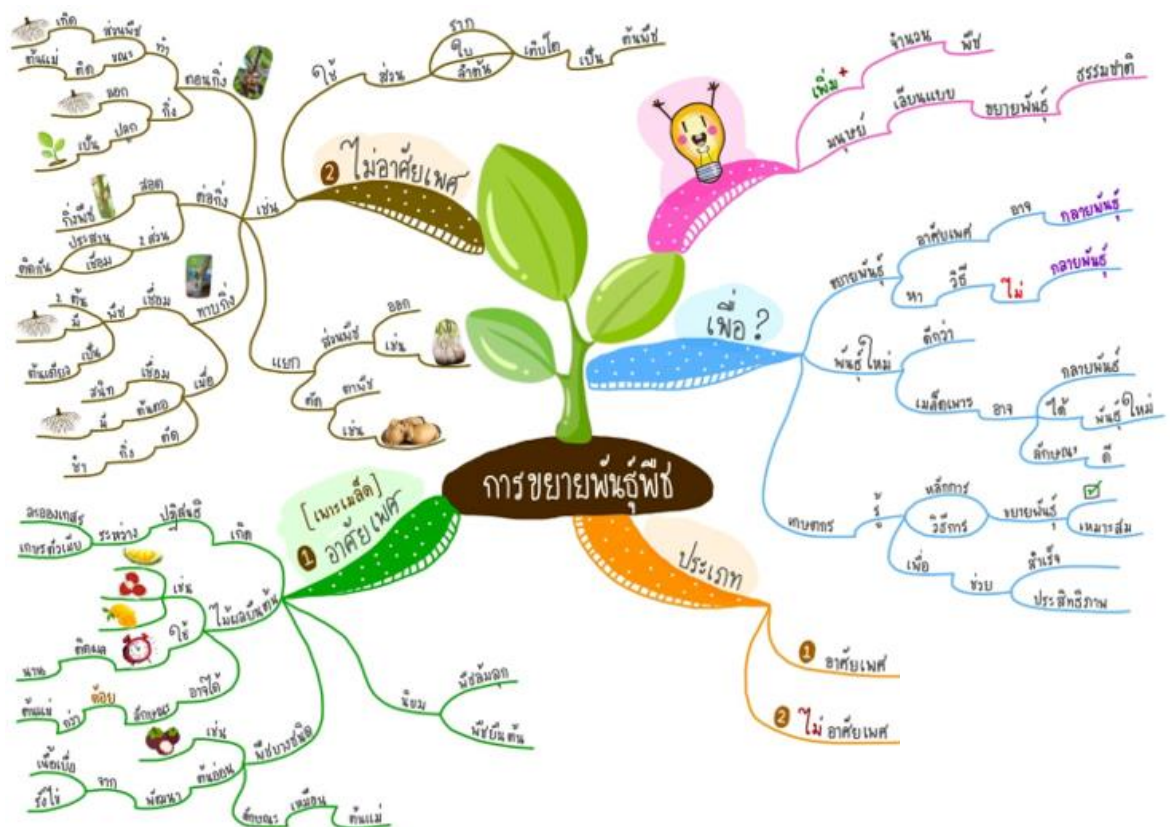 การขยายพันธุ์พืช
เพิ่ม+
จำนวน
พืช
มนุษย์
เลียนแบบ
ขยายพันธุ์
ธรรมชาติ
เพื่อ?
ขยายพันธุ์
อาศัยเพศ
อาจ
กลายพันธุ์
หา
วิธี
ไม่
กลายพันธุ์
พันธุ์ใหม่
ดีกว่า
เมล็ดเพาะ
อาจ
กลายพันธุ์
ได้
พันธุ์ใหม่
ลักษณะ
ดี
เกษตกร
รู้
หลักการ
วิธีการ
ขยายพันธุ์
เหมาะสม
เพื่อ
ช่วย
สำเร็จ
ประสิทธิภาพ
ประเภท
1 อาศัยเพศ
2 ไม่อาศัยเพศ
[เพาะเมล็ด]
1 อาศัยเพศ
เกิด
ปฏิสนธิ
ระหว่าง
ละอองเกสร
เกษรตัวเมีย
ไม้ผลยืนต้น
เช่น
ใช้
ติดผล
นาน
อาจได้
ลักษณะ
ด้อย
กว่า
ต้นแม่
พืชบางชนิด
เช่น
ต้นอ่อน
พัฒนา
จาก
เนื้อเยื่อ
รังไข่
ลักษณะ
เหมือน
ต้นแม่
นิยม
พืชล้มลุก
พืชยืนต้น
2 ไม่อาศัยเพศ
ใช้
ส่วน
ราก
ใบ
ลำต้น
เติบโต
เป็น
ต้นพืช
เช่น
ตอนกิ่ง
ทำ
ส่วนพืช
เกิด
ขณะ
ติด
ต้นแม่
กิ่ง
งอก
ปลูก
เป็น
ต่อกิ่ง
สอด
กิ่งพืช
2 ส่วน
ประสาน
เชื่อม
ติดกัน
ทาบกิ่ง
เชื่อม
พืช
2 ต้น
มี
เป็น
ต้นเดียว
เมื่อ
เชื่อม
สนิท
ต้นตอ
มี
ตัด
กิ่ง
ชำ
แยก
ส่วนพืช
ออก
เช่น
ตัด
ตาพืช
เช่น